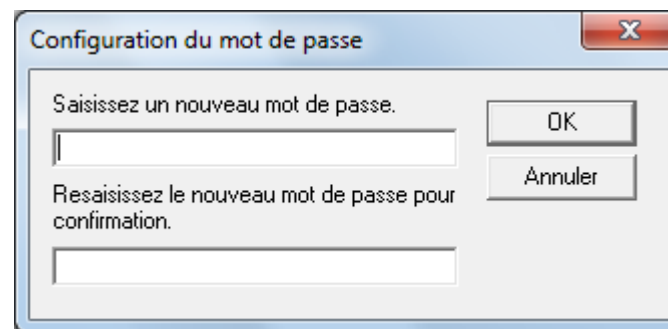 Configuration du mot de passe
Saisissez un nouveau mot de passe.
OK
Annuler
Resaisissez le nouveau mot de passe pour
confirmation.